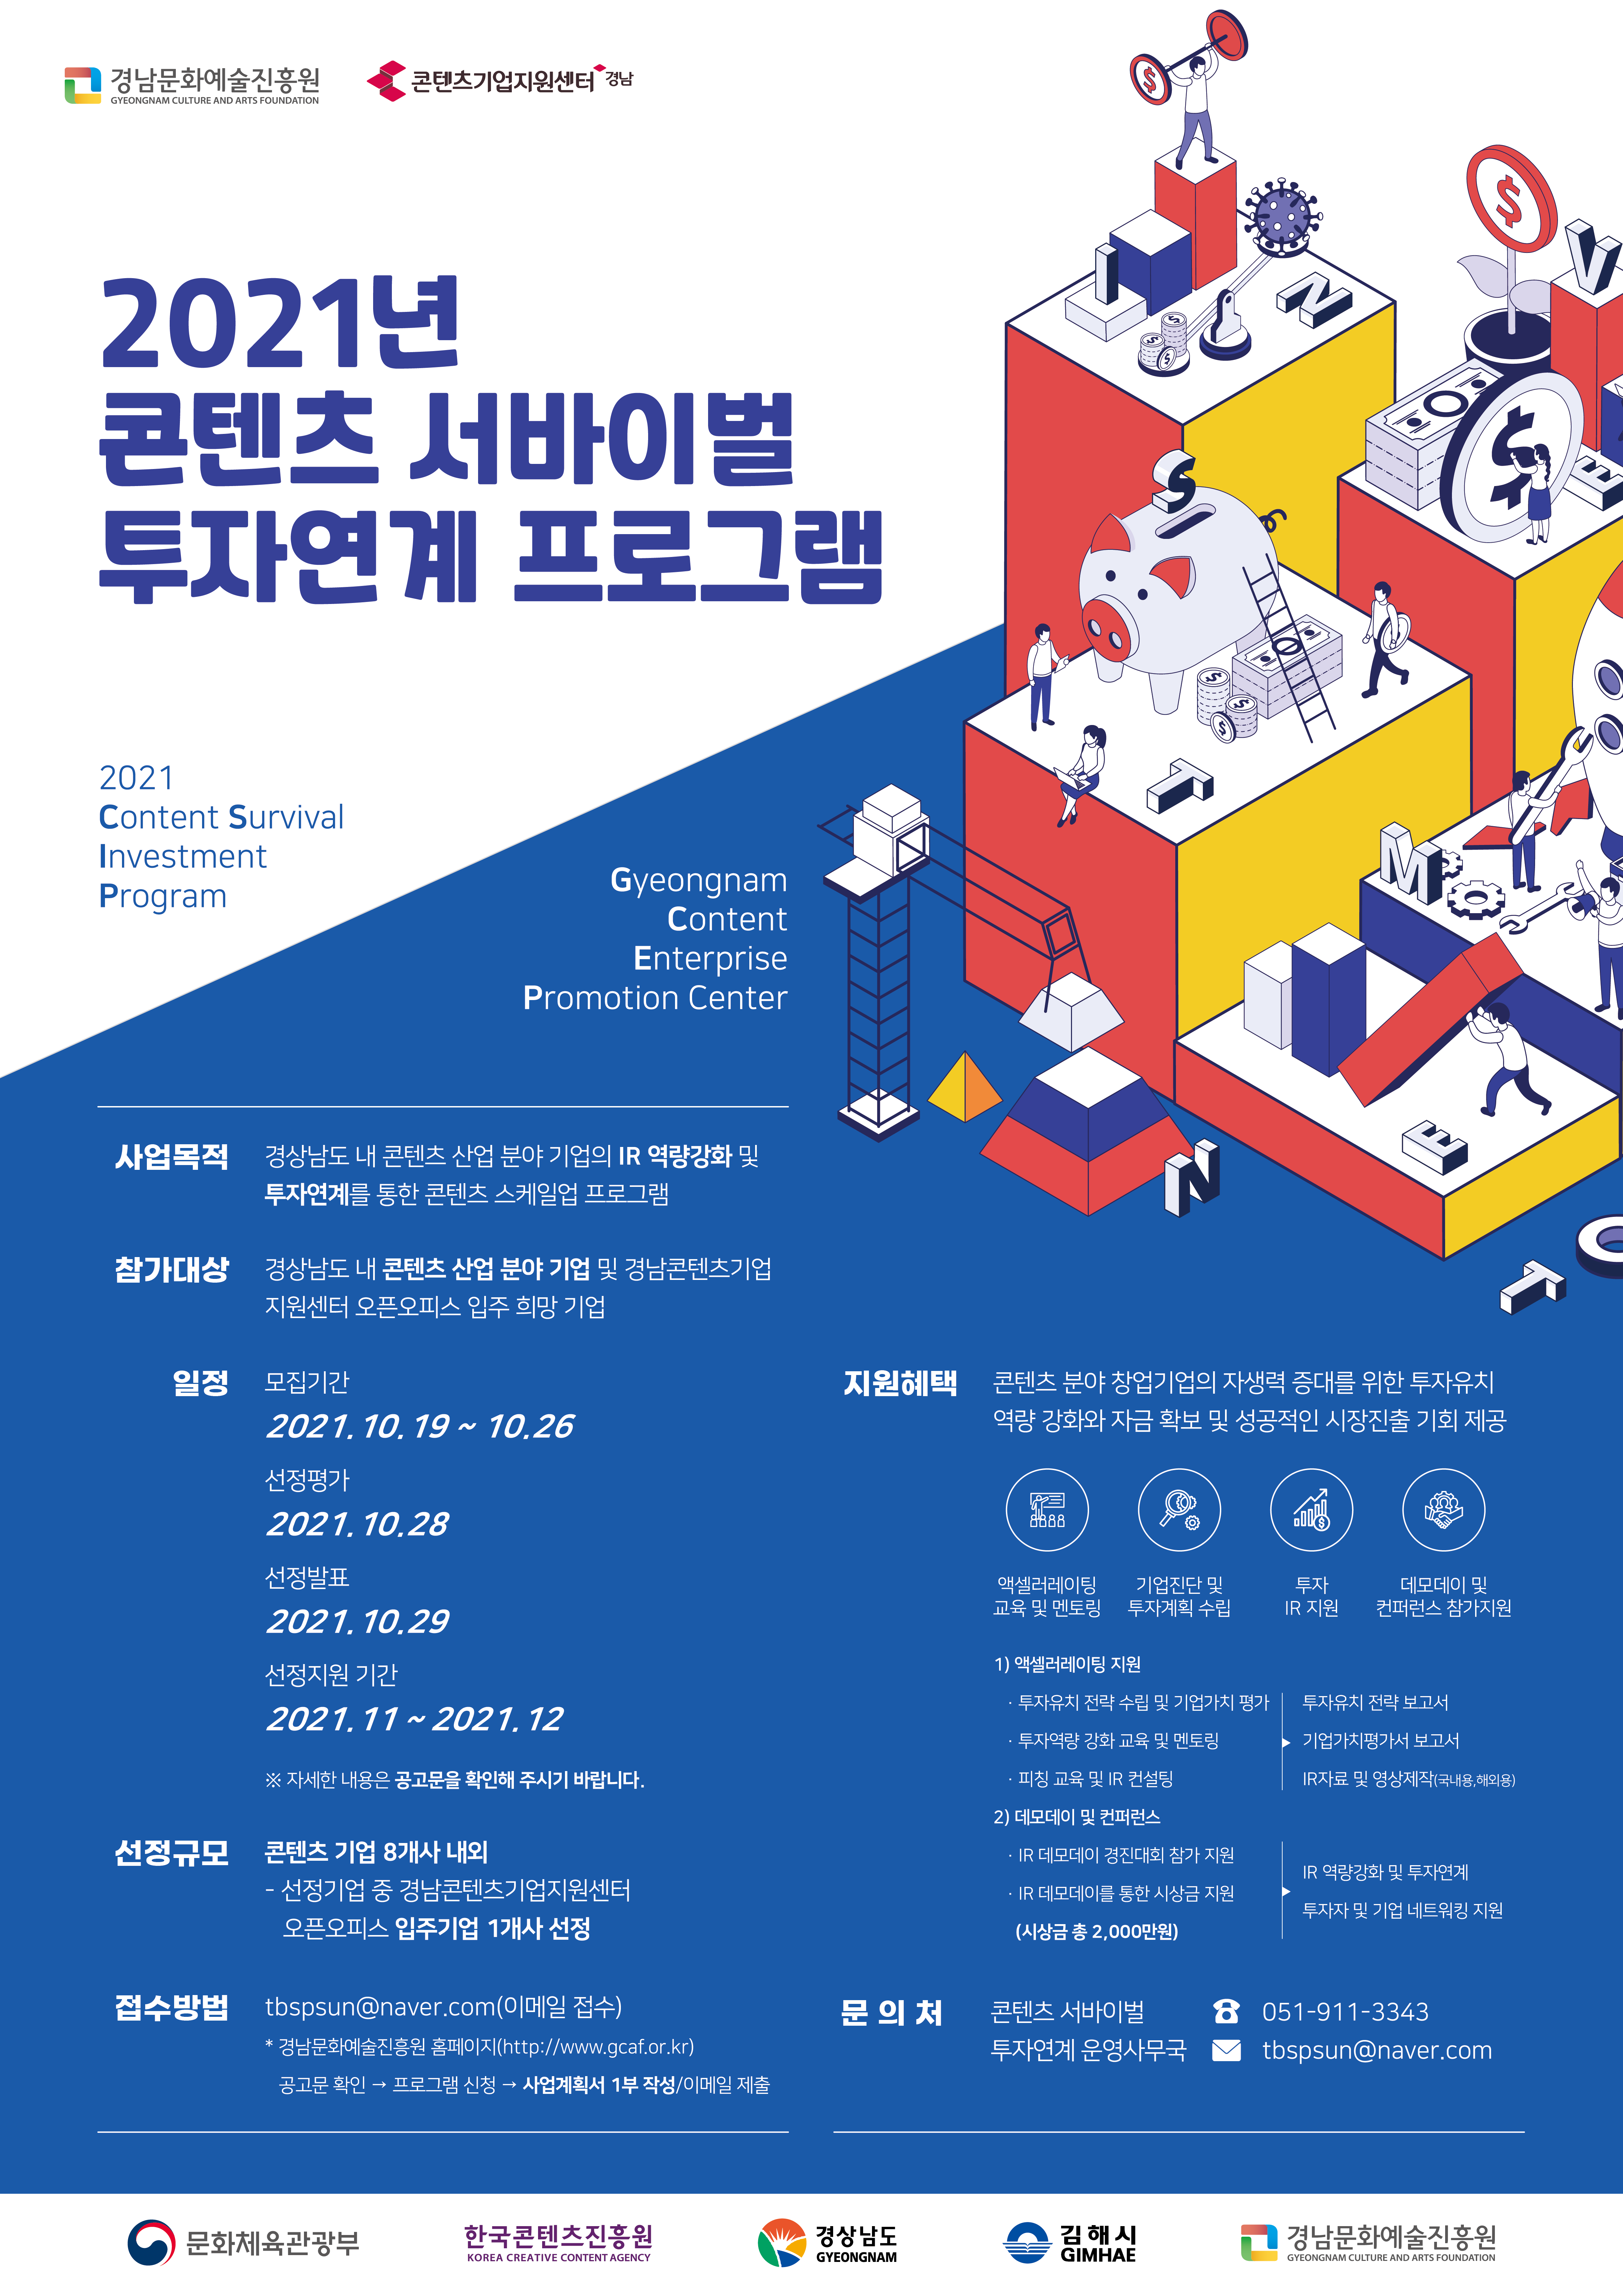 경남문화예술진흥원
GYEONGNAM CULTURE AND ARTS FOUNDATION
콘텐츠기업지원센터 경남
2021년
콘텐츠 서바이벌
투자연계 프로그램
2021
Content Survival
Investment
Program
Gyeongnam
Content
Enterprise
Promotion Center
I N V E S
T M E N T
사업목적
경상남도 내 콘텐츠 산업 분야 기업의 IR 역량강화 및
투자연계를 통한 콘텐츠 스케일업 프로그램
참가대상
경상남도 내 콘텐츠 산업 분야 기업 및 경남콘텐츠기업
지원센터 오픈오피스 입주 희망 기업
일정
모집기간
2021. 10. 19 ~ 10.26
선정평가
2021. 10.28
선정발표
2021. 10.29
선정지원 기간
2021. 11 ~ 2021. 12
※ 자세한 내용은 공고문을 확인해 주시기 바랍니다.
선정규모
콘텐츠 기업 8개사 내외
- 선정기업 중 경남콘텐츠기업지원센터
오픈오피스 입주기업 1개사 선정
접수방법
tbspsun@naver.com(이메일 접수)
* 경남문화예술진흥원 홈페이지(http://www.gcaf.or.kr)
공고문 확인 → 프로그램 신청 → 사업계획서 1부 작성/이메일 제출
지원혜택
콘텐츠 분야 창업기업의 자생력 증대를 위한 투자유치
역량 강화와 자금 확보 및 성공적인 시장진출 기회 제공
액셀러레이팅
교육 및 멘토링
기업진단 및
투자계획 수립
투자
IR 지원
데모데이 및
컨퍼런스 참가지원
1) 액셀러레이팅 지원
· 투자유치 전략 수립 및 기업가치 평가
· 투자역량 강화 교육 및 멘토링
· 피칭 교육 및 IR 컨설팅
투자유치 전략 보고서
기업가치평가서 보고서
IR자료 및 영상제작(국내용,해외용)
2) 데모데이 및 컨퍼런스
· IR 데모데이 경진대회 참가 지원
· IR 데모데이를 통한 시상금 지원
(시상금 총 2,000만원)
IR 역량강화 및 투자연계
투자자 및 기업 네트워킹 지원
문 의 처
콘텐츠 서바이벌
투자연계 운영사무국
051-911-3343
tbspsun@naver.com
문화체육관광부
한국콘텐츠진흥원
KOREA CREATIVE CONTENT AGENCY
경상남도
GYEONGNAM
김해시
GIMHAE
경남문화예술진흥원
GYEONGNAM CULTURE AND ARTS FOUNDATION